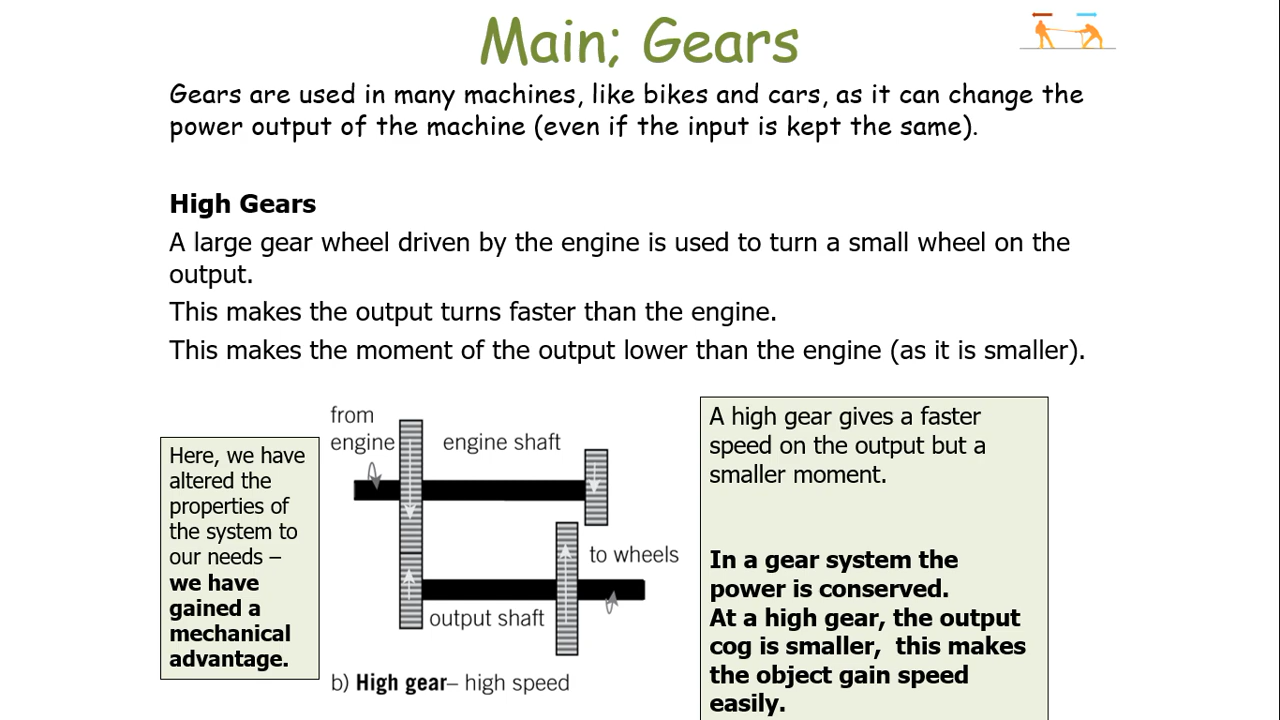 Main; Gears
Gears are used in many machines, like bikes and cars, as it can change the
power output of the machine (even if the input is kept the same).
High Gears
A large gear wheel driven by the engine is used to turn a small wheel on the
output.
This makes the output turns faster than the engine.
This makes the moment of the output lower than the engine (as it is smaller).
Here, we have
altered the
properties of
the system to
our needs –
we have
gained a
mechanical
advantage.
from
engine
engine shaft
to wheels
output shaft
b) High gear– high speed
A high gear gives a faster
speed on the output but a
smaller moment.
In a gear system the
power is conserved.
At a high gear, the output
cog is smaller,  this makes
the object gain speed
easily.